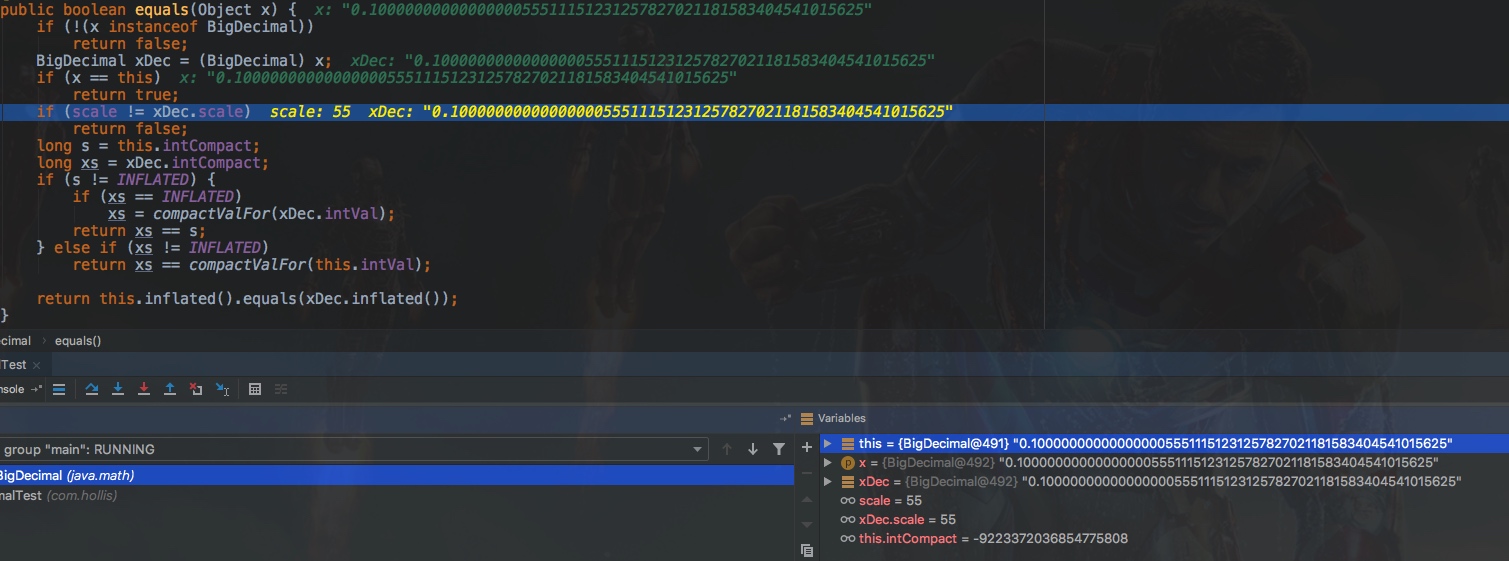 public boolean equals(Object x) {  x: "0.1000000000000000055511151231257827021181583404541015625"
if (!(x instanceof BigDecimal))
return false;
BigDecimal xDec = (BigDecimal) x;  xDec: "0.1000000000000000055511151231257827021181583404541015625"
if (x == this)  x: "0.1000000000000000055511151231257827021181583404541015625"
return true;
if (scale != xDec.scale)  scale: 55  xDec: "0.1000000000000000055511151231257827021181583404541015625"
return false;
long s = this.intCompact;
long xs = xDec.intCompact;
if (s != INFLATED) {
if (xs == INFLATED)
xs = compactValFor(xDec.intVal);
return xs == s;
} else if (xs != INFLATED)
return xs == compactValFor(this.intVal);
return this.inflated().equals(xDec.inflated());
}
ecimal › equals()
lTest ×
nsole
Variables
group "main": RUNNING
BigDecimal (java.math)
malTest (com.hollis)
this = {BigDecimal@491} "0.1000000000000000055511151231257827021181583404541015625"
p x = {BigDecimal@492} "0.1000000000000000055511151231257827021181583404541015625"
xDec = {BigDecimal@492} "0.1000000000000000055511151231257827021181583404541015625"
scale = 55
xDec.scale = 55
this.intCompact = -9223372036854775808